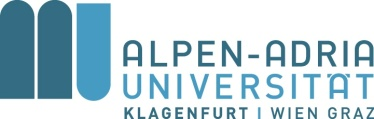 ALPEN-ADRIA
UNIVERSITÄT
KLAGENFURT | WIEN GRAZ